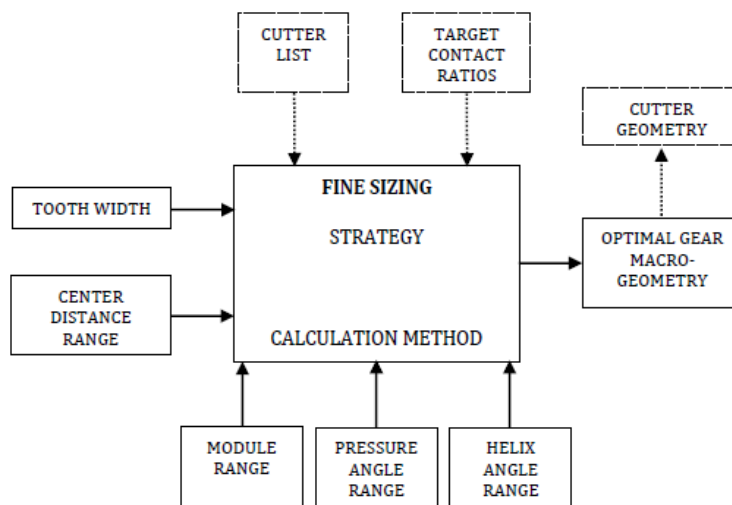 CUTTER
LIST
TARGET
CONTACT
RATIOS
CUTTER
GEOMETRY
FINE SIZING
STRATEGY
CALCULATION METHOD
TOOTH WIDTH
CENTER
DISTANCE
RANGE
OPTIMAL GEAR
MACRO-
GEOMETRY
MODULE
RANGE
PRESSURE
ANGLE
RANGE
HELIX
ANGLE
RANGE